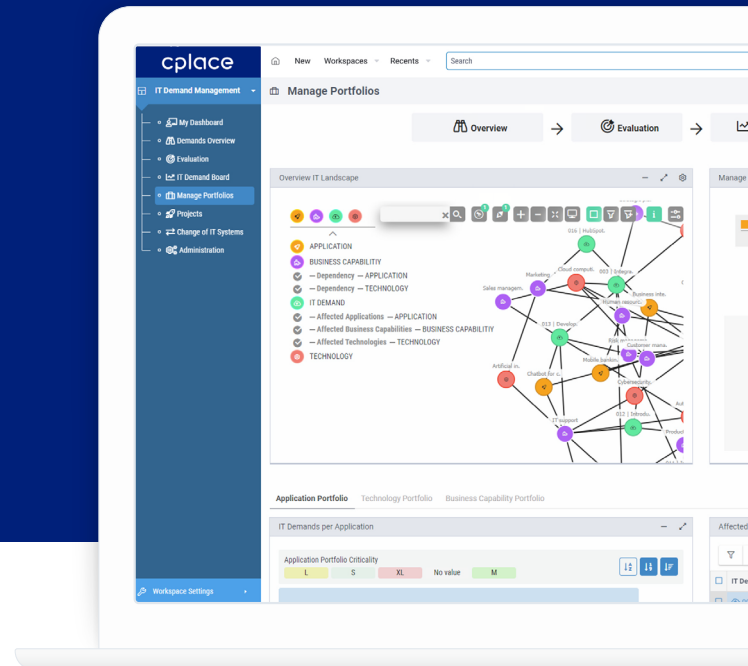 cplace
New Workspaces Recents Search
IT Demand Management
Manage Portfolios
My Dashboard
Demands Overview
Evaluation
IT Demand Board
Manage Portfolios
Projects
Change of IT Systems
Administration
Workspace Settings
Overview
Evaluation
Overview IT Landscape
Manage
APPLICATION
BUSINESS CAPABILITIY
— Dependency — APPLICATION
— Dependency — TECHNOLOGY
IT DEMAND
— Affected Applications — APPLICATION
— Affected Business Capabilities — BUSINESS CAPABILITIY
— Affected Technologies — TECHNOLOGY
TECHNOLOGY
016 | HubSpot
Cloud computi.
003 | Integra.
Marketing
Sales managem.
Business inte.
Human resourc.
013 | Develop.
Customer mana.
Mobile bankin.
Artificial in.
Chatbot for c.
Cybersecurity.
012 | Introdu.
IT support
Product
Application Portfolio Technology Portfolio Business Capability Portfolio
IT Demands per Application
Affected
Application Portfolio Criticality
L S XL No value M
IT De